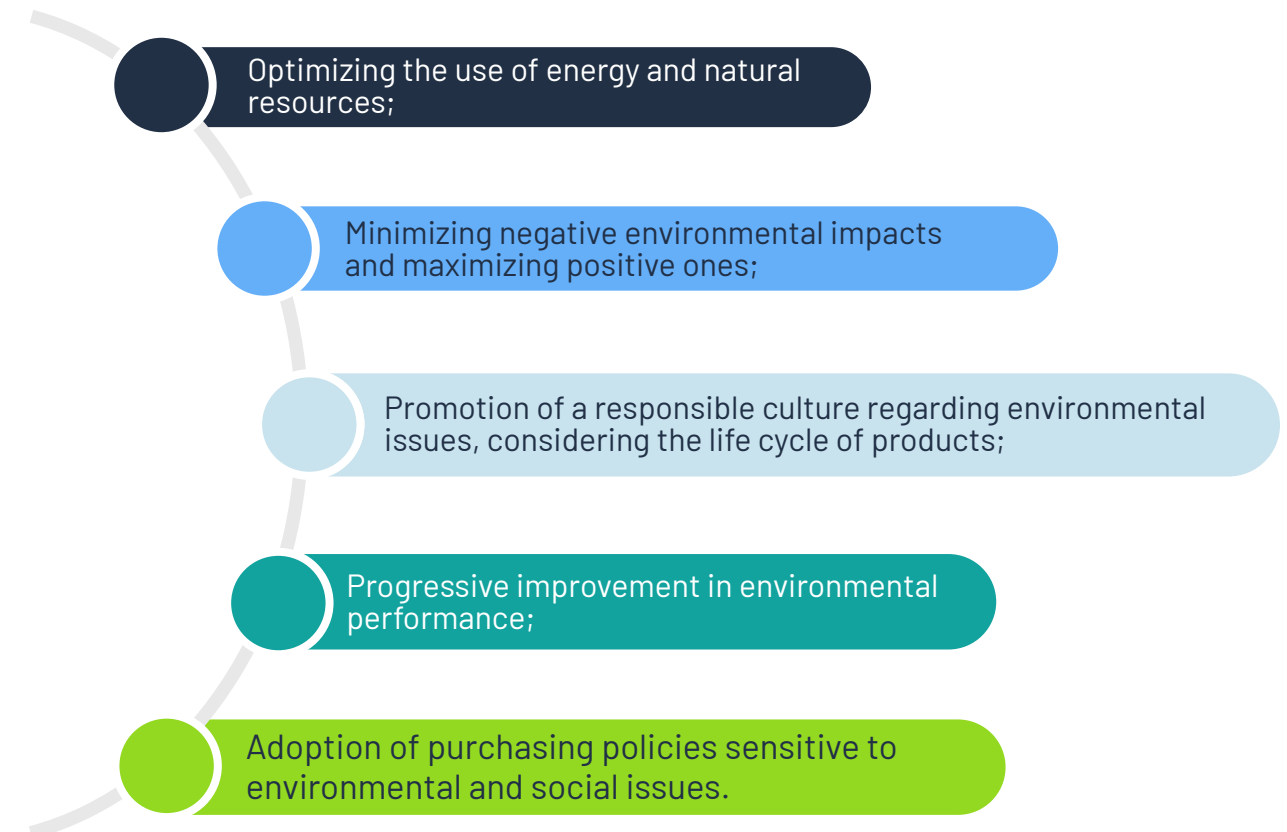 Optimizing the use of energy and natural
resources;
Minimizing negative environmental impacts
and maximizing positive ones;
Promotion of a responsible culture regarding environmental
issues, considering the life cycle of products;
Progressive improvement in environmental
performance;
Adoption of purchasing policies sensitive to
environmental and social issues.